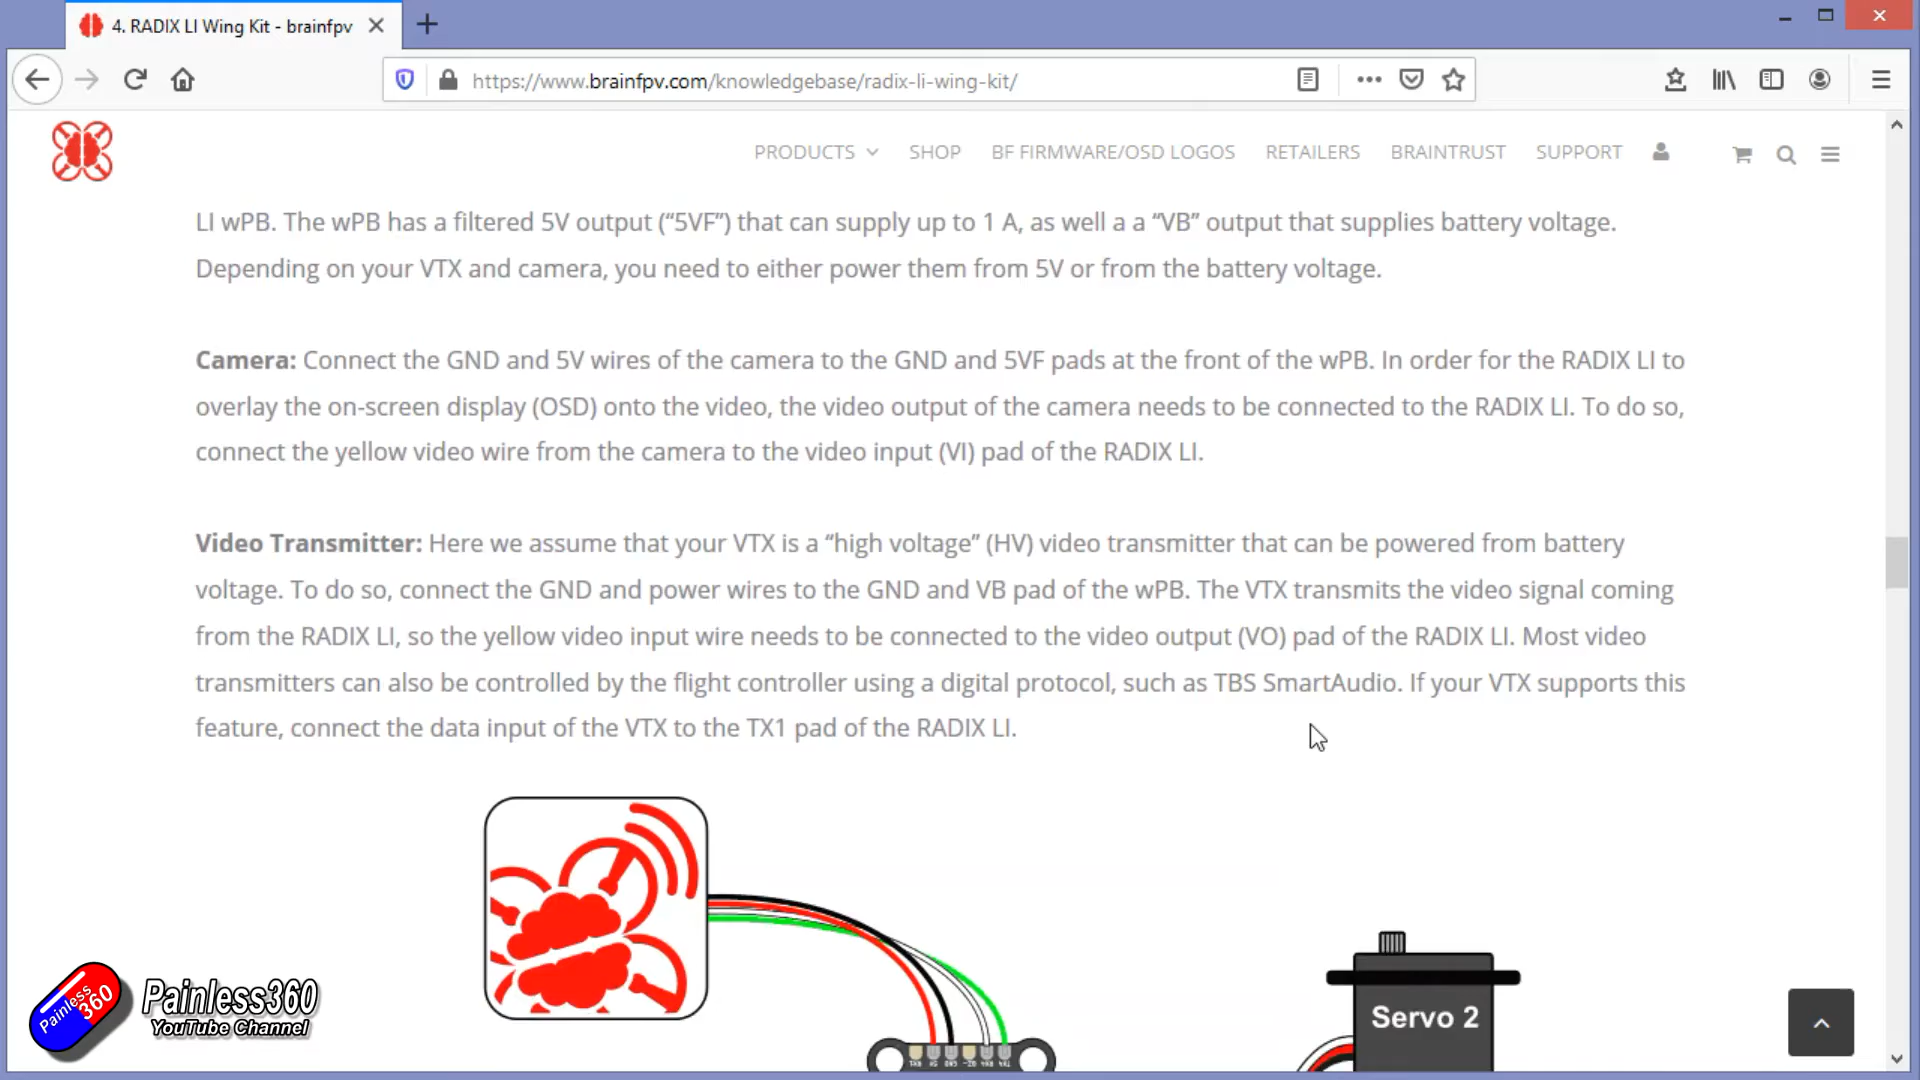 4. RADIX LI Wing Kit - brainfpv
https://www.brainfpv.com/knowledgebase/radix-li-wing-kit/
PRODUCTS SHOP BF FIRMWARE/OSD LOGOS RETAILERS BRAINTRUST SUPPORT
LI wPB. The wPB has a filtered 5V output (“5VF”) that can supply up to 1 A, as well a a “VB” output that supplies battery voltage.
Depending on your VTX and camera, you need to either power them from 5V or from the battery voltage.
Camera: Connect the GND and 5V wires of the camera to the GND and 5VF pads at the front of the wPB. In order for the RADIX LI to
overlay the on-screen display (OSD) onto the video, the video output of the camera needs to be connected to the RADIX LI. To do so,
connect the yellow video wire from the camera to the video input (VI) pad of the RADIX LI.
Video Transmitter: Here we assume that your VTX is a “high voltage” (HV) video transmitter that can be powered from battery
voltage. To do so, connect the GND and power wires to the GND and VB pad of the wPB. The VTX transmits the video signal coming
from the RADIX LI, so the yellow video input wire needs to be connected to the video output (VO) pad of the RADIX LI. Most video
transmitters can also be controlled by the flight controller using a digital protocol, such as TBS SmartAudio. If your VTX supports this
feature, connect the data input of the VTX to the TX1 pad of the RADIX LI.
Servo 2
Painless 360
Painless360
YouTube Channel